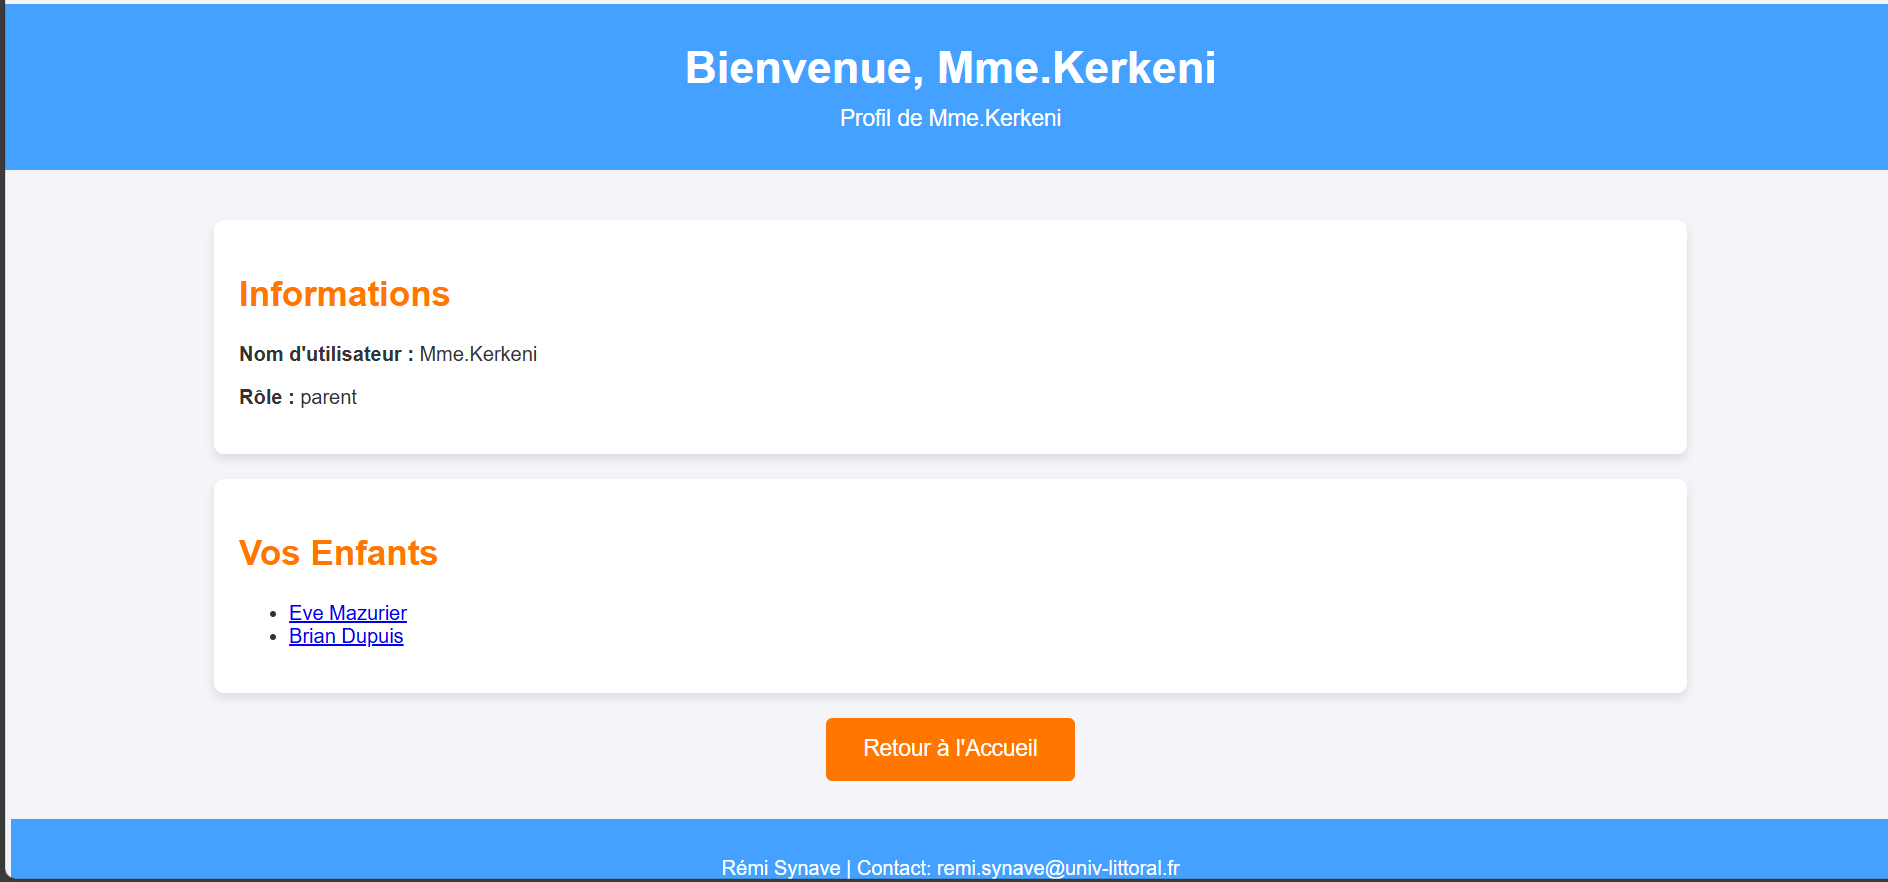 Bienvenue, Mme.Kerkeni
Profil de Mme.Kerkeni
Informations
Nom d'utilisateur : Mme.Kerkeni
Rôle : parent
Vos Enfants
• Eve Mazurier
• Brian Dupuis
Retour à l'Accueil
Rémi Synave | Contact: remi.synave@univ-littoral.fr